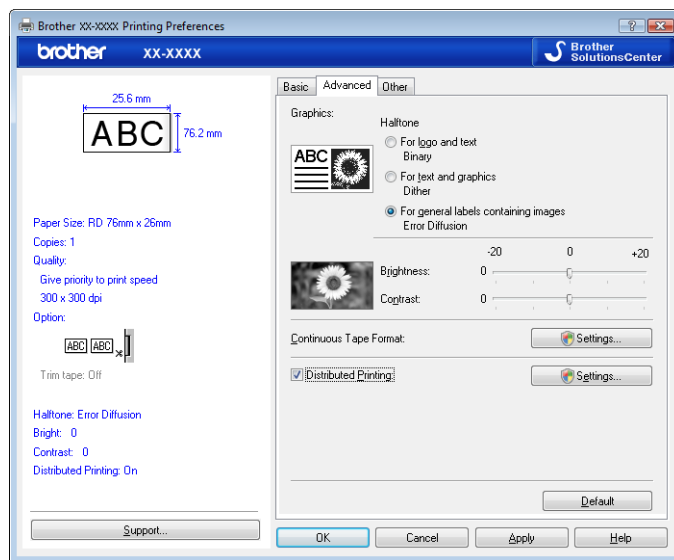 Brother XX-XXXX Printing Preferences
brother XX-XXXX
Brother
SolutionsCenter
25.6 mm
ABC
76.2 mm
Paper Size: RD 76mm x 26mm
Copies: 1
Quality:
Give priority to print speed
300 x 300 dpi
Option:
ABC ABC
Trim tape: Off
Halftone: Error Diffusion
Bright: 0
Contrast: 0
Distributed Printing: On
Support...
Basic Advanced Other
Graphics:
ABC
Halftone
For logo and text
Binary
For text and graphics
Dither
For general labels containing images
Error Diffusion
-20 0 +20
Brightness: 0
Contrast: 0
Continuous Tape Format: Settings...
Distributed Printing: Settings...
Default
OK Cancel Apply Help